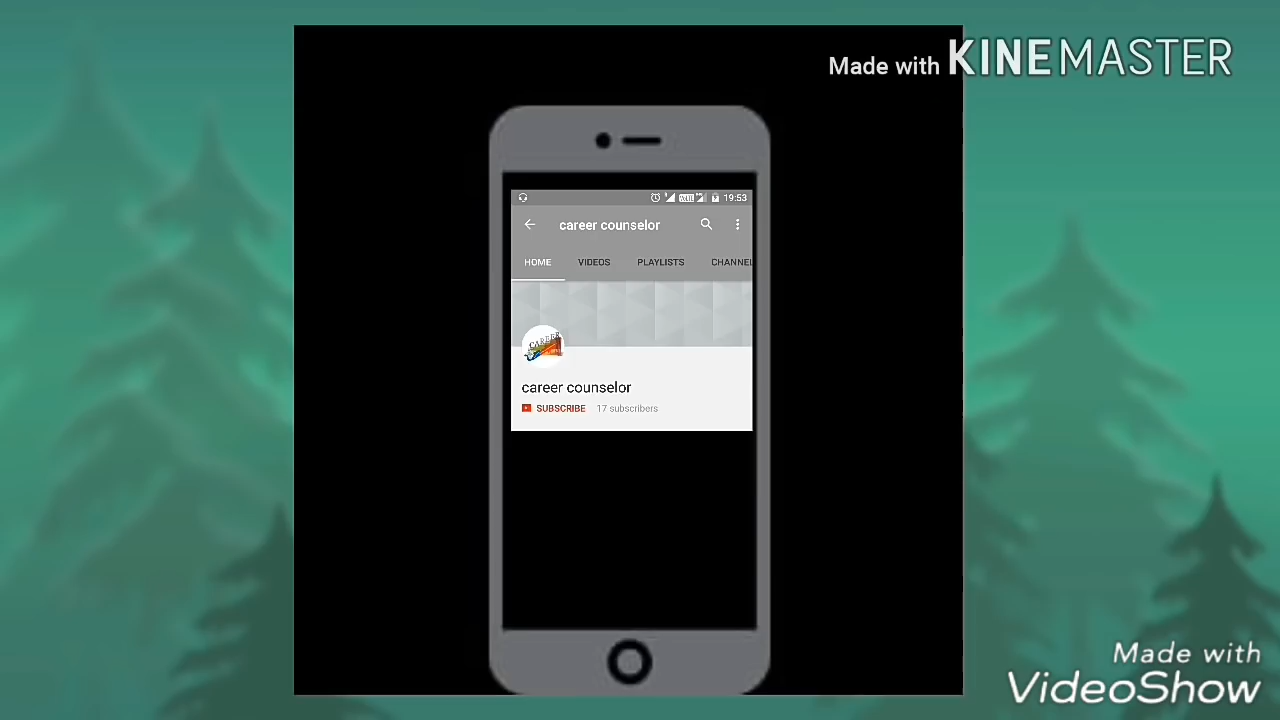 Made with KINEMASTER
19:53
career counselor
HOME VIDEOS PLAYLISTS CHANNEL
CAREER
career counselor
SUBSCRIBE 17 subscribers
Made with
VideoShow